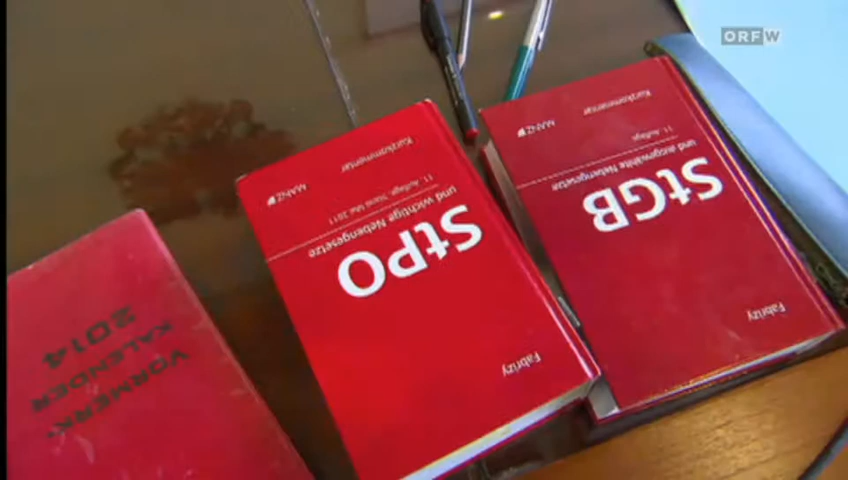 ORF W
Fabrizy
StPO
und wichtige Nebengesetze
11. Auflage, Stand Mai 2011
Kurzkommentar
MANZ
Fabrizy
StGB
und ausgewählte Nebengesetze
11. Auflage
Kurzkommentar
MANZ
VORMERK-
KALENDER
2014